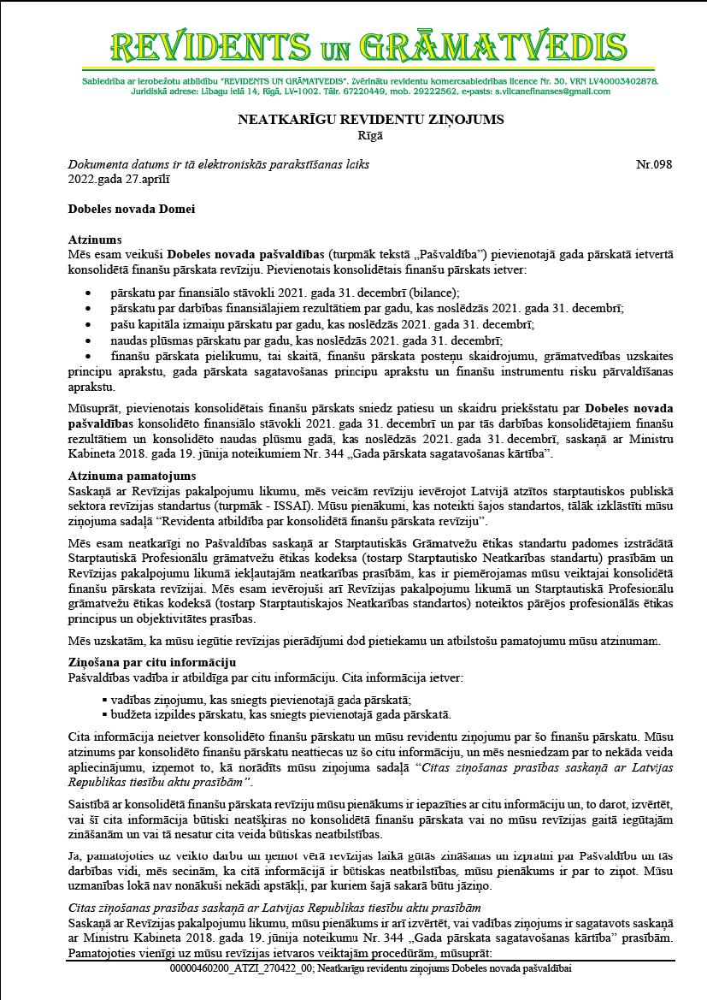 REVIDENTS UN GRĀMATVEDIS
Sabiedrība ar ierobežotu atbildību "REVIDENTS UN GRĀMATVEDIS". Zvērinātu revidentu komercsabiedrības licence Nr. 30. VRN LV40003402878.
Juridiskā adrese: Lībagu ielā 14, Rīgā, LV-1002. Tālr. 67220449, mob. 29222562, e-pasts: s.vilcanefinanses@gmail.com
NEATKARĪGU REVIDENTU ZIŅOJUMS
Rīgā
Dokumenta datums ir tā elektroniskās parakstīšanas laiks Nr.098
2022.gada 27.aprīlī
Dobeles novada Domei
Atzinums
Mēs esam veikuši Dobeles novada pašvaldības (turpmāk tekstā „Pašvaldība”) pievienotajā gada pārskatā ietvertā
konsolidētā finanšu pārskata revīziju. Pievienotais konsolidētais finanšu pārskats ietver:
• pārskatu par finansiālo stāvokli 2021. gada 31. decembrī (bilance);
• pārskatu par darbības finansiālajiem rezultātiem par gadu, kas noslēdzās 2021. gada 31. decembrī;
• pašu kapitāla izmaiņu pārskatu par gadu, kas noslēdzās 2021. gada 31. decembrī;
• naudas plūsmas pārskatu par gadu, kas noslēdzās 2021. gada 31. decembrī;
• finanšu pārskata pielikumu, tai skaitā, finanšu pārskata posteņu skaidrojumu, grāmatvedības uzskaites
principu aprakstu, gada pārskata sagatavošanas principu aprakstu un finanšu instrumentu risku pārvaldīšanas
aprakstu.
Mūsuprāt, pievienotais konsolidētais finanšu pārskats sniedz patiesu un skaidru priekšstatu par Dobeles novada
pašvaldības konsolidēto finansiālo stāvokli 2021. gada 31. decembrī un par tās darbības konsolidētajiem finanšu
rezultātiem un konsolidēto naudas plūsmu gadā, kas noslēdzās 2021. gada 31. decembrī, saskaņā ar Ministru
Kabineta 2018. gada 19. jūnija noteikumiem Nr. 344 „Gada pārskata sagatavošanas kārtība”.
Atzinuma pamatojums
Saskaņā ar Revīzijas pakalpojumu likumu, mēs veicām revīziju ievērojot Latvijā atzītos starptautiskos publiskā
sektora revīzijas standartus (turpmāk - ISSAI). Mūsu pienākumi, kas noteikti šajos standartos, tālāk izklāstīti mūsu
ziņojuma sadaļā “Revidenta atbildība par konsolidētā finanšu pārskata revīziju”.
Mēs esam neatkarīgi no Pašvaldības saskaņā ar Starptautiskās Grāmatvežu ētikas standartu padomes izstrādātā
Starptautiskā Profesionālu grāmatvežu ētikas kodeksa (tostarp Starptautisko Neatkarības standartu) prasībām un
Revīzijas pakalpojumu likumā iekļautajām neatkarības prasībām, kas ir piemērojamas mūsu veiktajai konsolidētā
finanšu pārskata revīzijai. Mēs esam ievērojuši arī Revīzijas pakalpojumu likumā un Starptautiskā Profesionālu
grāmatvežu ētikas kodeksā (tostarp Starptautiskajos Neatkarības standartos) noteiktos pārējos profesionālās ētikas
principus un objektivitātes prasības.
Mēs uzskatām, ka mūsu iegūtie revīzijas pierādījumi dod pietiekamu un atbilstošu pamatojumu mūsu atzinumam.
Ziņošana par citu informāciju
Pašvaldības vadība ir atbildīga par citu informāciju. Cita informācija ietver:
▪ vadības ziņojumu, kas sniegts pievienotajā gada pārskatā;
▪ budžeta izpildes pārskatu, kas sniegts pievienotajā gada pārskatā.
Cita informācija neietver konsolidēto finanšu pārskatu un mūsu revidentu ziņojumu par šo finanšu pārskatu. Mūsu
atzinums par konsolidēto finanšu pārskatu neattiecas uz šo citu informāciju, un mēs nesniedzam par to nekāda veida
apliecinājumu, izņemot to, kā norādīts mūsu ziņojuma sadaļā “Citas ziņošanas prasības saskaņā ar Latvijas
Republikas tiesību aktu prasībām”.
Saistībā ar konsolidētā finanšu pārskata revīziju mūsu pienākums ir iepazīties ar citu informāciju un, to darot, izvērtēt,
vai šī cita informācija būtiski neatšķiras no konsolidētā finanšu pārskata vai no mūsu revīzijas gaitā iegūtajām
zināšanām un vai tā nesatur cita veida būtiskas neatbilstības.
Ja, pamatojoties uz veikto darbu un ņemot vērā revīzijas laikā gūtās zināšanas un izpratni par Pašvaldību un tās
darbības vidi, mēs secinām, ka citā informācijā ir būtiskas neatbilstības, mūsu pienākums ir par to ziņot. Mūsu
uzmanības lokā nav nonākuši nekādi apstākļi, par kuriem šajā sakarā būtu jāziņo.
Citas ziņošanas prasības saskaņā ar Latvijas Republikas tiesību aktu prasībām
Saskaņā ar Revīzijas pakalpojumu likumu, mūsu pienākums ir arī izvērtēt, vai vadības ziņojums ir sagatavots saskaņā
ar Ministru Kabineta 2018. gada 19. jūnija noteikumu Nr. 344 „Gada pārskata sagatavošanas kārtība” prasībām.
Pamatojoties vienīgi uz mūsu revīzijas ietvaros veiktajām procedūrām, mūsuprāt:
00000460200_ATZI_270422_00; Neatkarīgu revidentu ziņojums Dobeles novada pašvaldībai